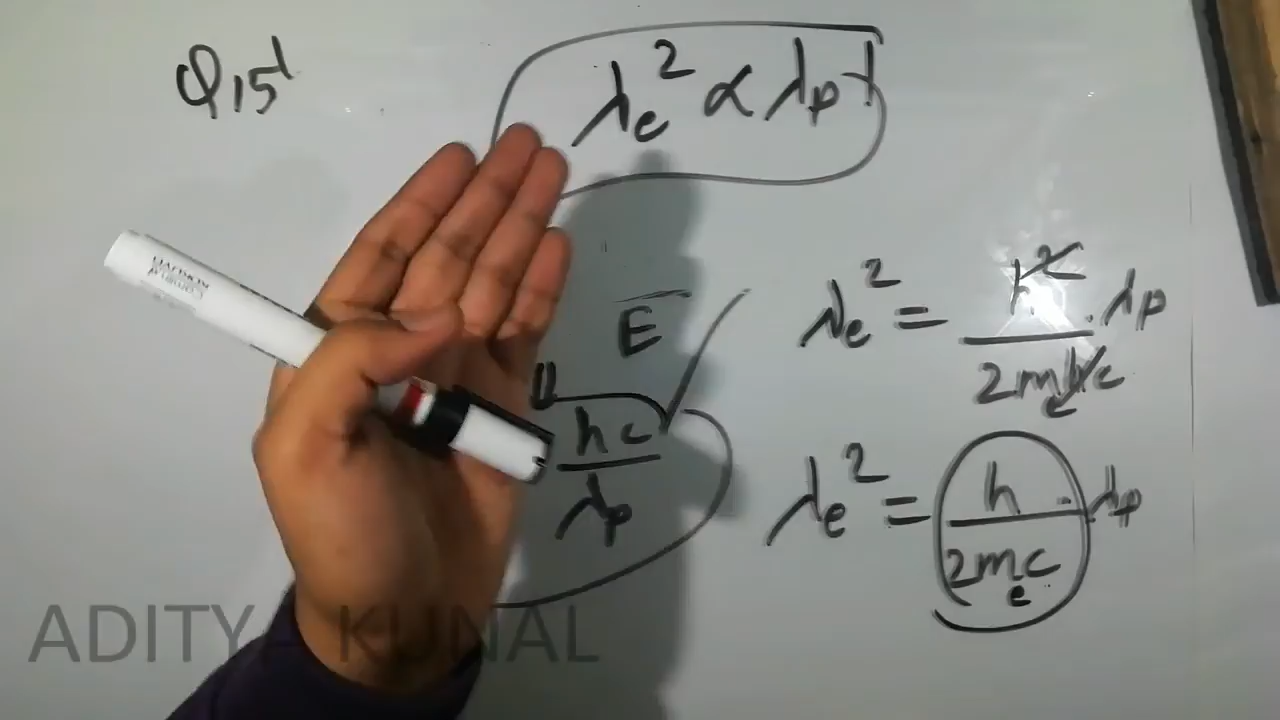 Q15
λe² ∝ λp
E
hc
λp
λe² = h² . λp
2mehc
λe² = h . λp
2mec
ADITY KUNAL